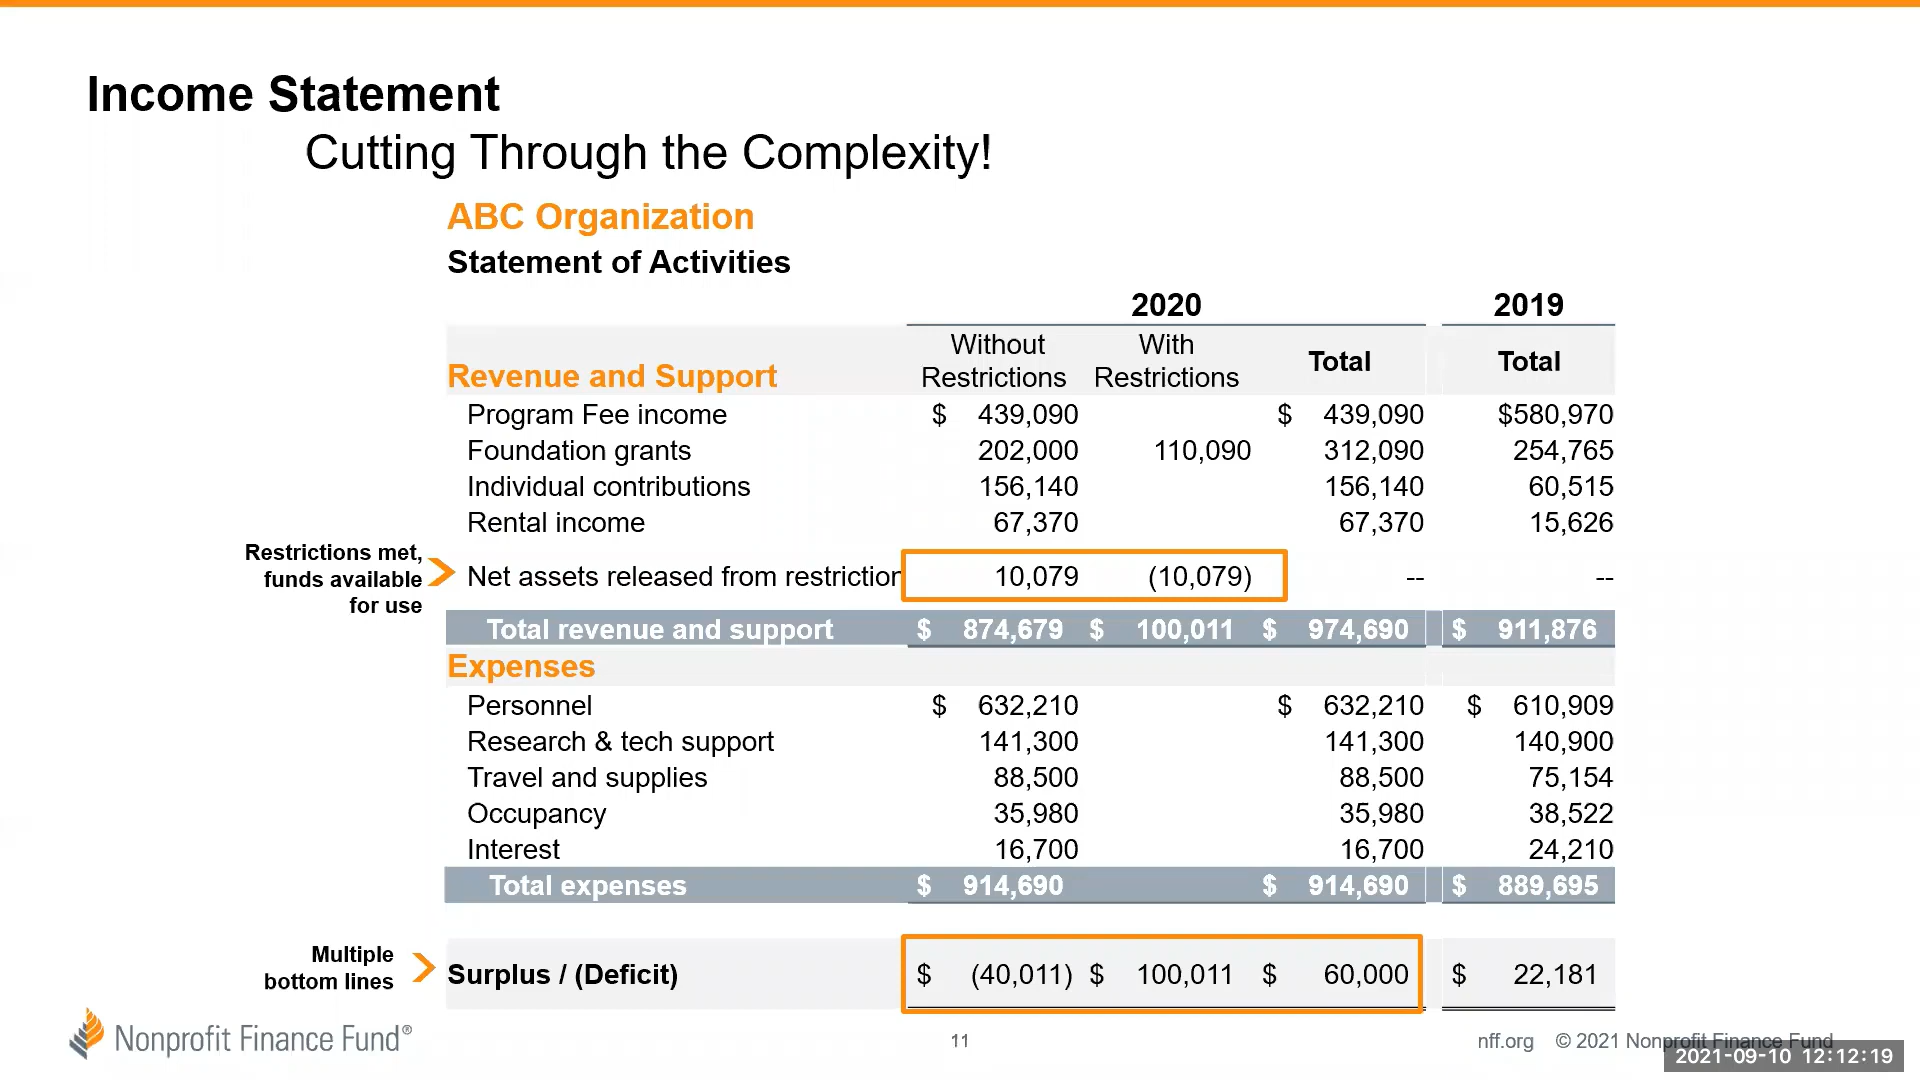 Income Statement
Cutting Through the Complexity!
ABC Organization
Statement of Activities
2020 2019
Revenue and Support Without Restrictions With Restrictions Total Total
Program Fee income $ 439,090 $ 439,090 $580,970
Foundation grants 202,000 110,090 312,090 254,765
Individual contributions 156,140 156,140 60,515
Rental income 67,370 67,370 15,626
Restrictions met,
funds available
for use
Net assets released from restriction 10,079 (10,079) -- --
Total revenue and support $ 874,679 $ 100,011 $ 974,690 $ 911,876
Expenses
Personnel $ 632,210 $ 632,210 $ 610,909
Research & tech support 141,300 141,300 140,900
Travel and supplies 88,500 88,500 75,154
Occupancy 35,980 35,980 38,522
Interest 16,700 16,700 24,210
Total expenses $ 914,690 $ 914,690 $ 889,695
Multiple
bottom lines
Surplus / (Deficit) $ (40,011) $ 100,011 $ 60,000 $ 22,181
Nonprofit Finance Fund® 11 nff.org © 2021 Nonprofit Finance Fund
2021-09-10 12:12:19